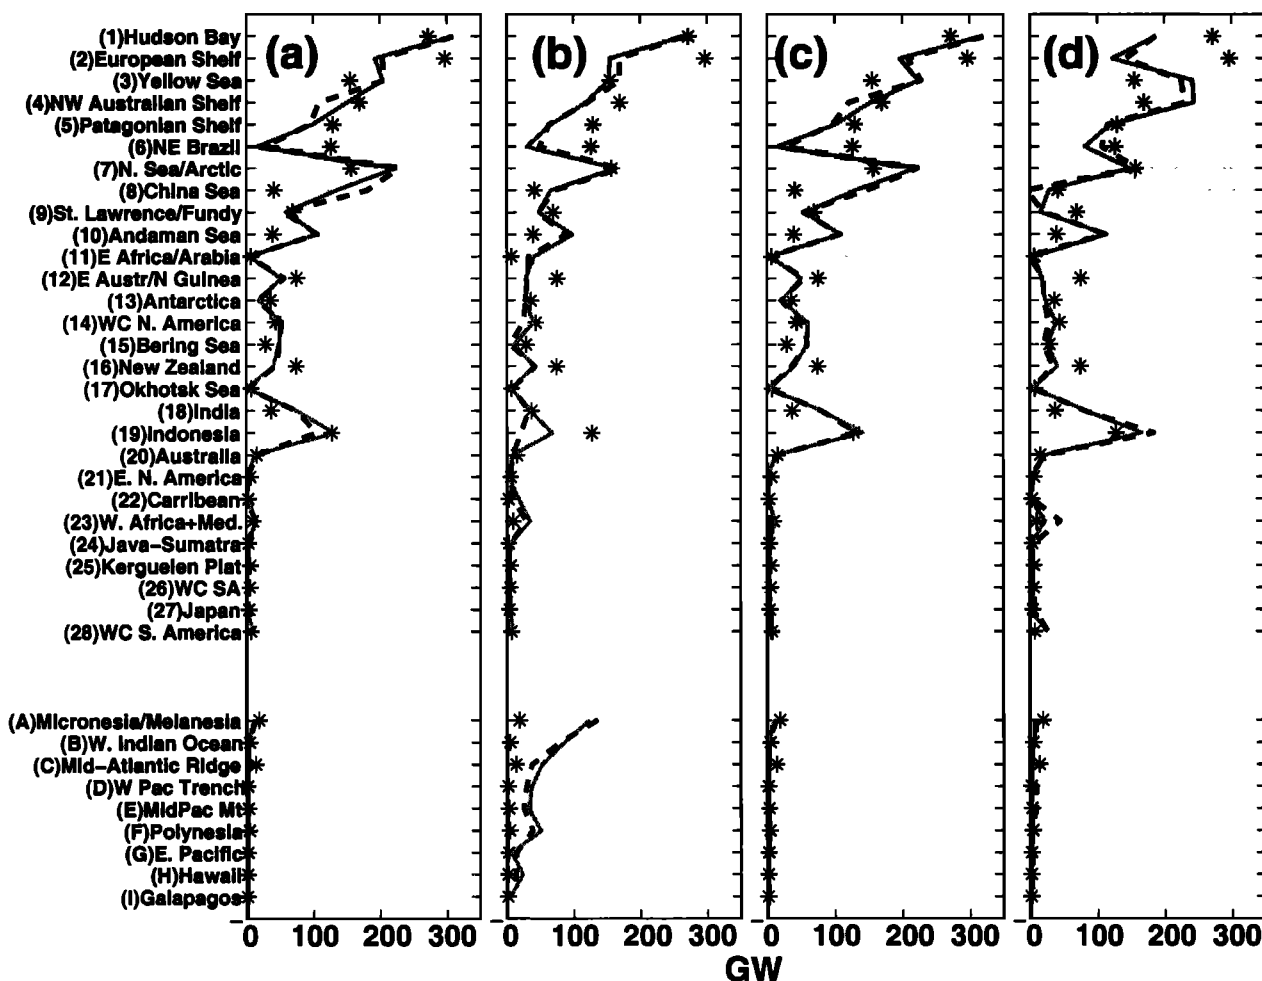 (a)
(b)
(c)
(d)
(1)Hudson Bay
(2)European Shelf
(3)Yellow Sea
(4)NW Australian Shelf
(5)Patagonian Shelf
(6)NE Brazil
(7)N. Sea/Arctic
(8)China Sea
(9)St. Lawrence/Fundy
(10)Andaman Sea
(11)E Africa/Arabia
(12)E Austr/N Guinea
(13)Antarctica
(14)WC N. America
(15)Bering Sea
(16)New Zealand
(17)Okhotsk Sea
(18)India
(19)Indonesia
(20)Australia
(21)E. N. America
(22)Carribean
(23)W. Africa+Med.
(24)Java-Sumatra
(25)Kerguelen Plat
(26)WC SA
(27)Japan
(28)WC S. America
(A)Micronesia/Melanesia
(B)W. Indian Ocean
(C)Mid-Atlantic Ridge
(D)W Pac Trench
(E)MidPac Mt
(F)Polynesia
(G)E. Pacific
(H)Hawaii
(I)Galapagos
0 100 200 300
0 100 200 300
0 100 200 300
0 100 200 300
GW